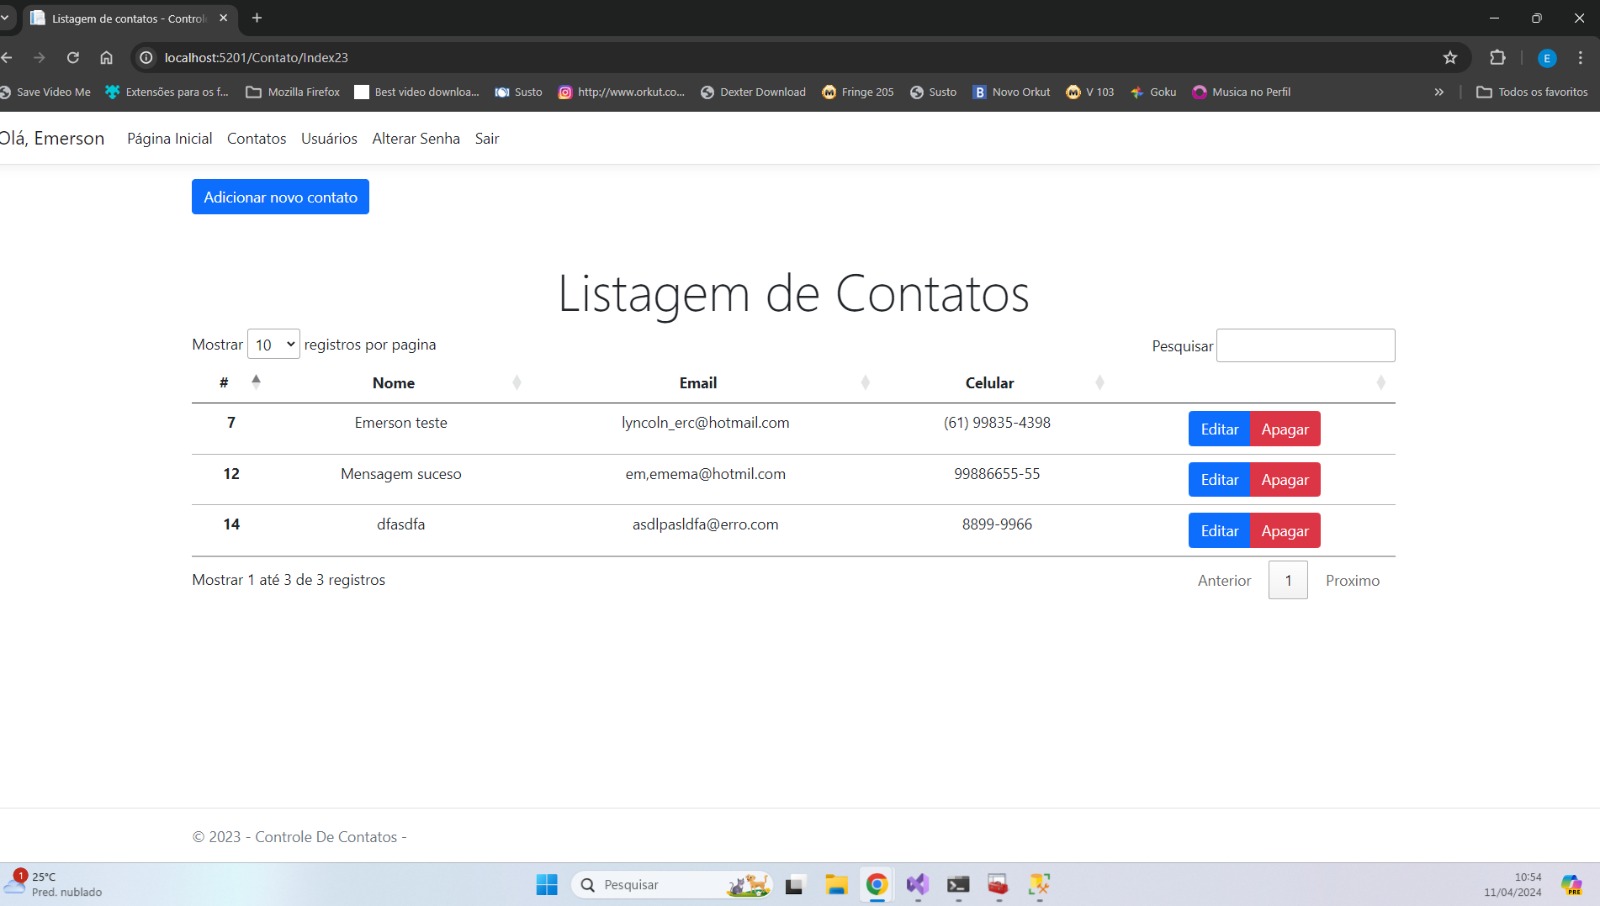 Listagem de contatos - Control
localhost:5201/Contato/Index23
E
Save Video Me Extensões para os f... Mozilla Firefox Best video downloa... Susto http://www.orkut.co... Dexter Download Fringe 205 Susto Novo Orkut V 103 Goku Musica no Perfil » Todos os favoritos
Olá, Emerson Página Inicial Contatos Usuários Alterar Senha Sair
Adicionar novo contato
Listagem de Contatos
Mostrar 10 registros por pagina Pesquisar
# Nome Email Celular
7 Emerson teste lyncoln_erc@hotmail.com (61) 99835-4398 Editar Apagar
12 Mensagem suceso em,emema@hotmil.com 99886655-55 Editar Apagar
14 dfasdfa asdlpasldfa@erro.com 8899-9966 Editar Apagar
Mostrar 1 até 3 de 3 registros Anterior 1 Proximo
© 2023 - Controle De Contatos -
1 25°C
Pred. nublado
Pesquisar
10:54
11/04/2024
PRE